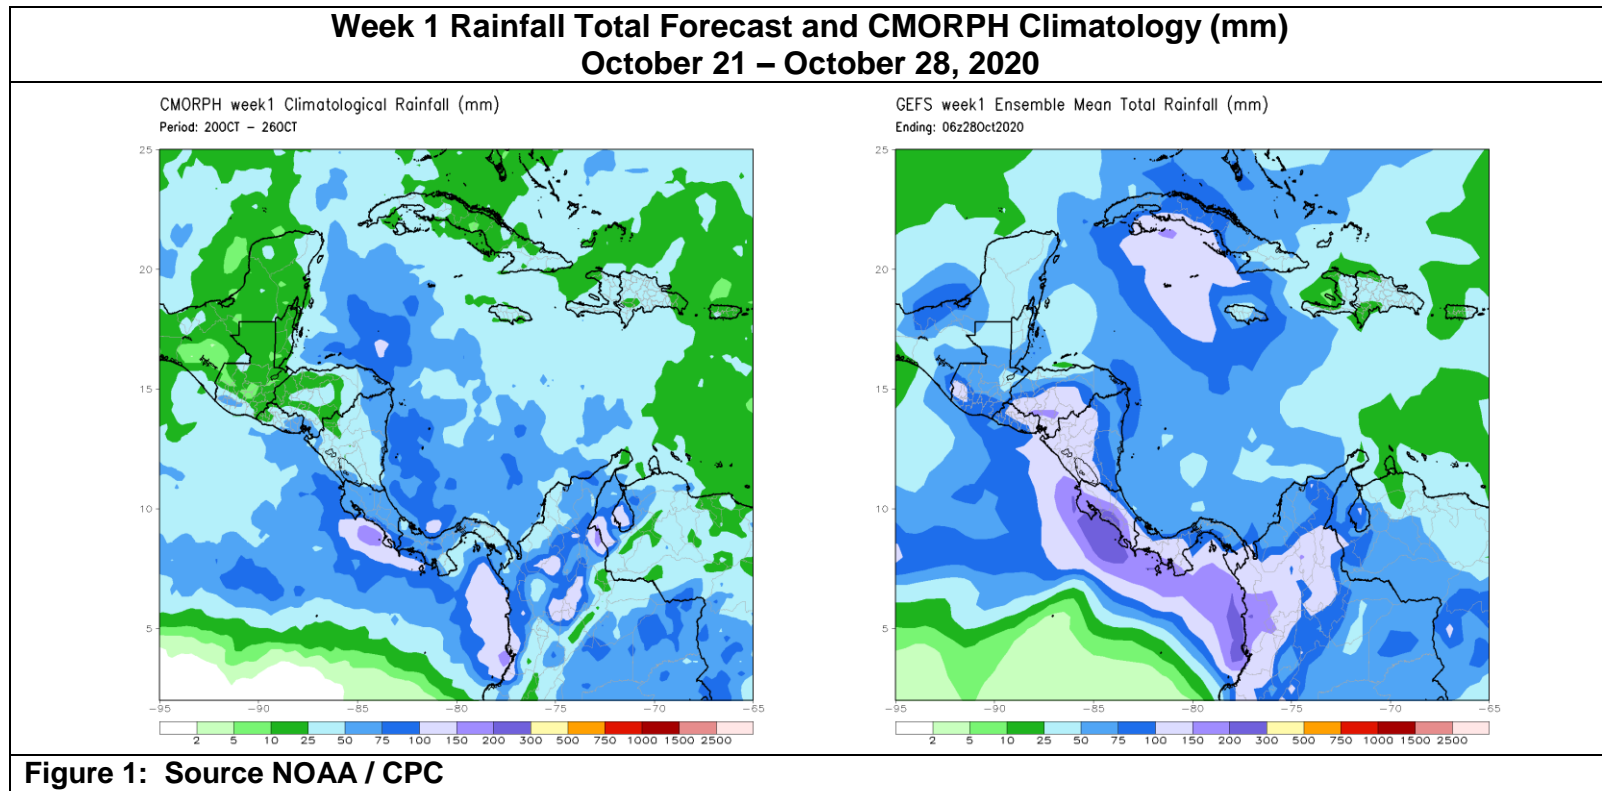 Week 1 Rainfall Total Forecast and CMORPH Climatology (mm)
October 21 – October 28, 2020
CMORPH week1 Climatological Rainfall (mm)
Period: 20OCT – 26OCT
25
20
15
10
5
−95 −90 −85 −80 −75 −70 −65
2 5 10 25 50 75 100 150 200 300 500 750 1000 1500 2500
GEFS week1 Ensemble Mean Total Rainfall (mm)
Ending: 06z28Oct2020
25
20
15
10
5
−95 −90 −85 −80 −75 −70 −65
2 5 10 25 50 75 100 150 200 300 500 750 1000 1500 2500
Figure 1: Source NOAA / CPC